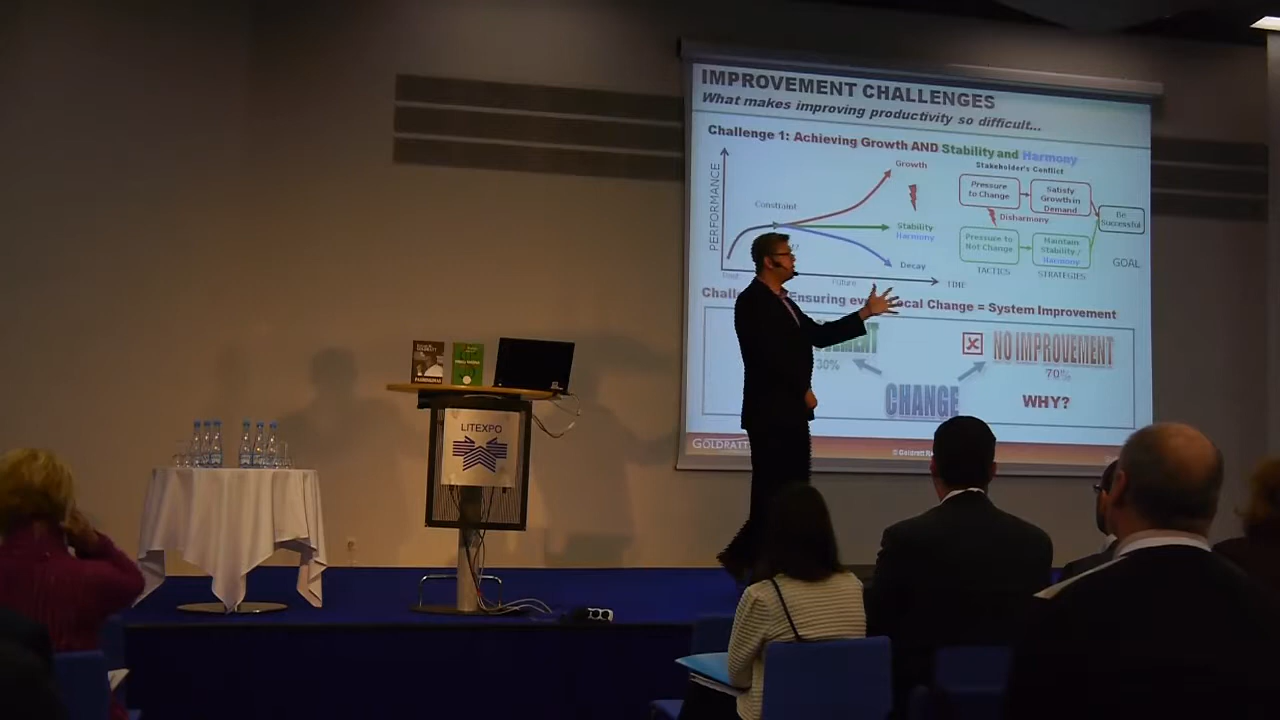 IMPROVEMENT CHALLENGES
What makes improving productivity so difficult...
Challenge 1: Achieving Growth AND Stability and Harmony
PERFORMANCE
Growth
Constraint
Stability
Harmony
Decay
Past
Future
TIME
Stakeholder's Conflict
Pressure to Change
Satisfy Growth in Demand
Disharmony
Be Successful
Pressure to Not Change
Maintain Stability / Harmony
TACTICS
STRATEGIES
GOAL
Ensuring Local Change = System Improvement
30%
CHANGE
NO IMPROVEMENT
70%
WHY?
GOLDRATT
© Goldratt
LITEXPO